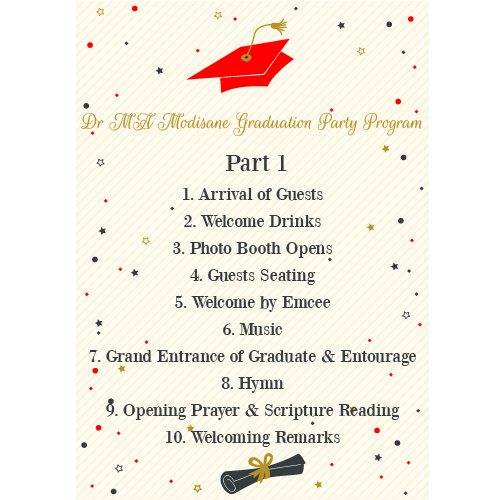 Dr MA Modisane Graduation Party Program
Part 1
1. Arrival of Guests
2. Welcome Drinks
3. Photo Booth Opens
4. Guests Seating
5. Welcome by Emcee
6. Music
7. Grand Entrance of Graduate & Entourage
8. Hymn
9. Opening Prayer & Scripture Reading
10. Welcoming Remarks